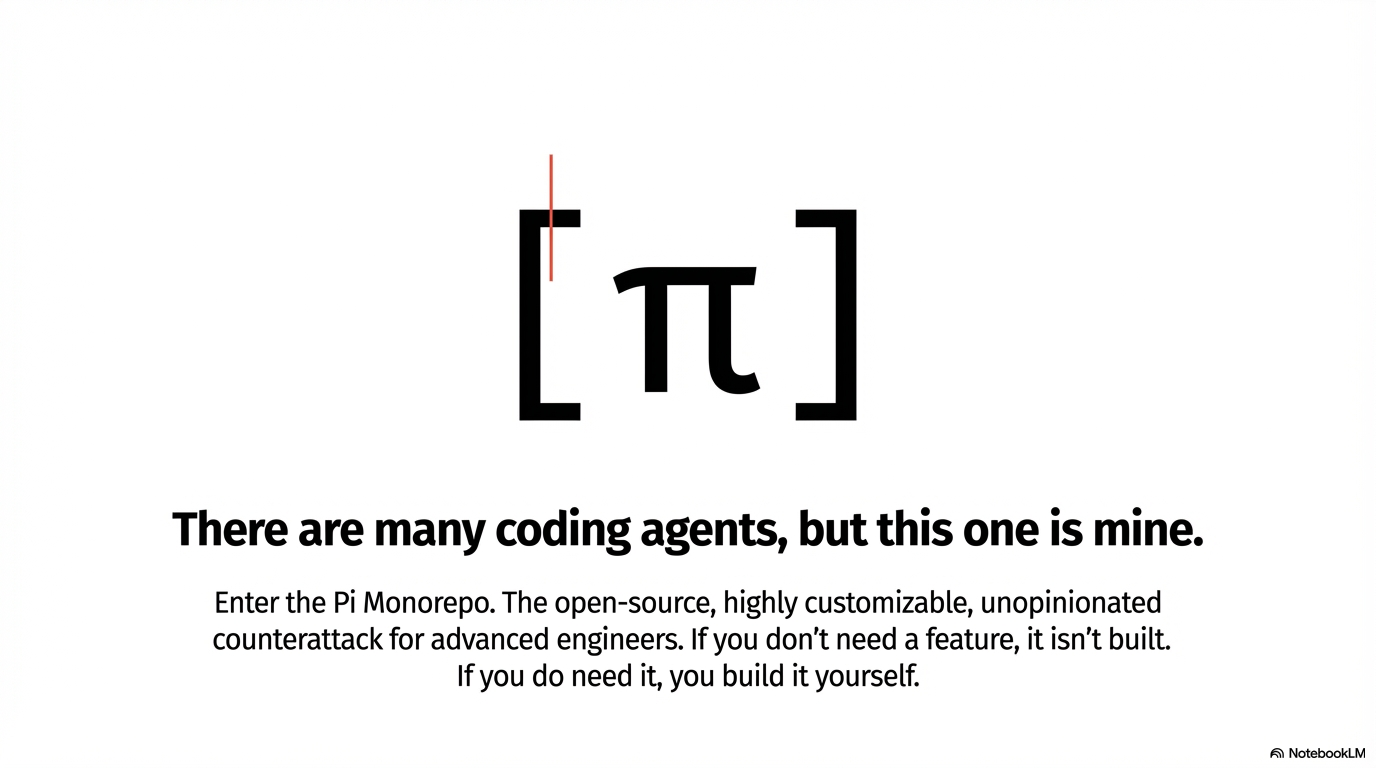 [ π ]
There are many coding agents, but this one is mine.
Enter the Pi Monorepo. The open-source, highly customizable, unopinionated
counterattack for advanced engineers. If you don’t need a feature, it isn’t built.
If you do need it, you build it yourself.
NotebookLM